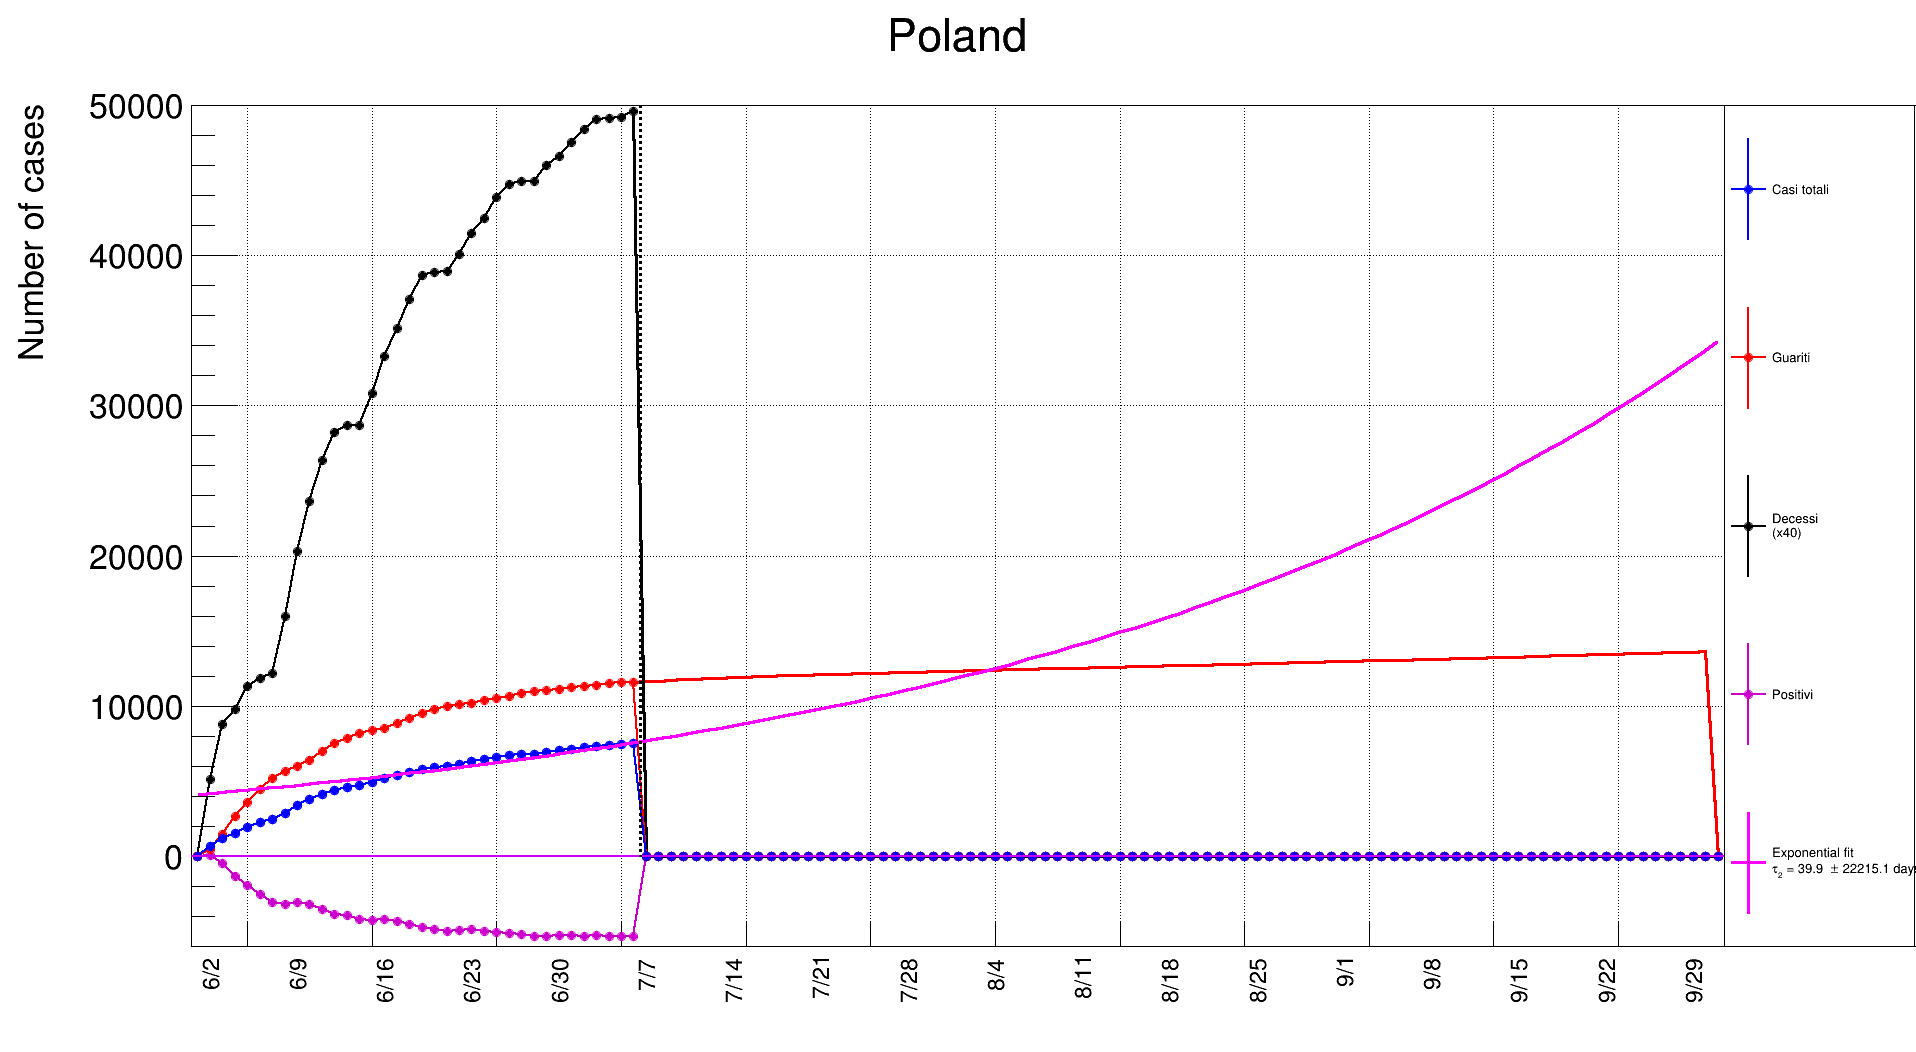 Poland
Number of cases
50000
40000
30000
20000
10000
0
6/2 6/9 6/16 6/23 6/30 7/7 7/14 7/21 7/28 8/4 8/11 8/18 8/25 9/1 9/8 9/15 9/22 9/29
Casi totali
Guariti
Decessi
(x40)
Positivi
Exponential fit
τ₂ = 39.9 ± 22215.1 days